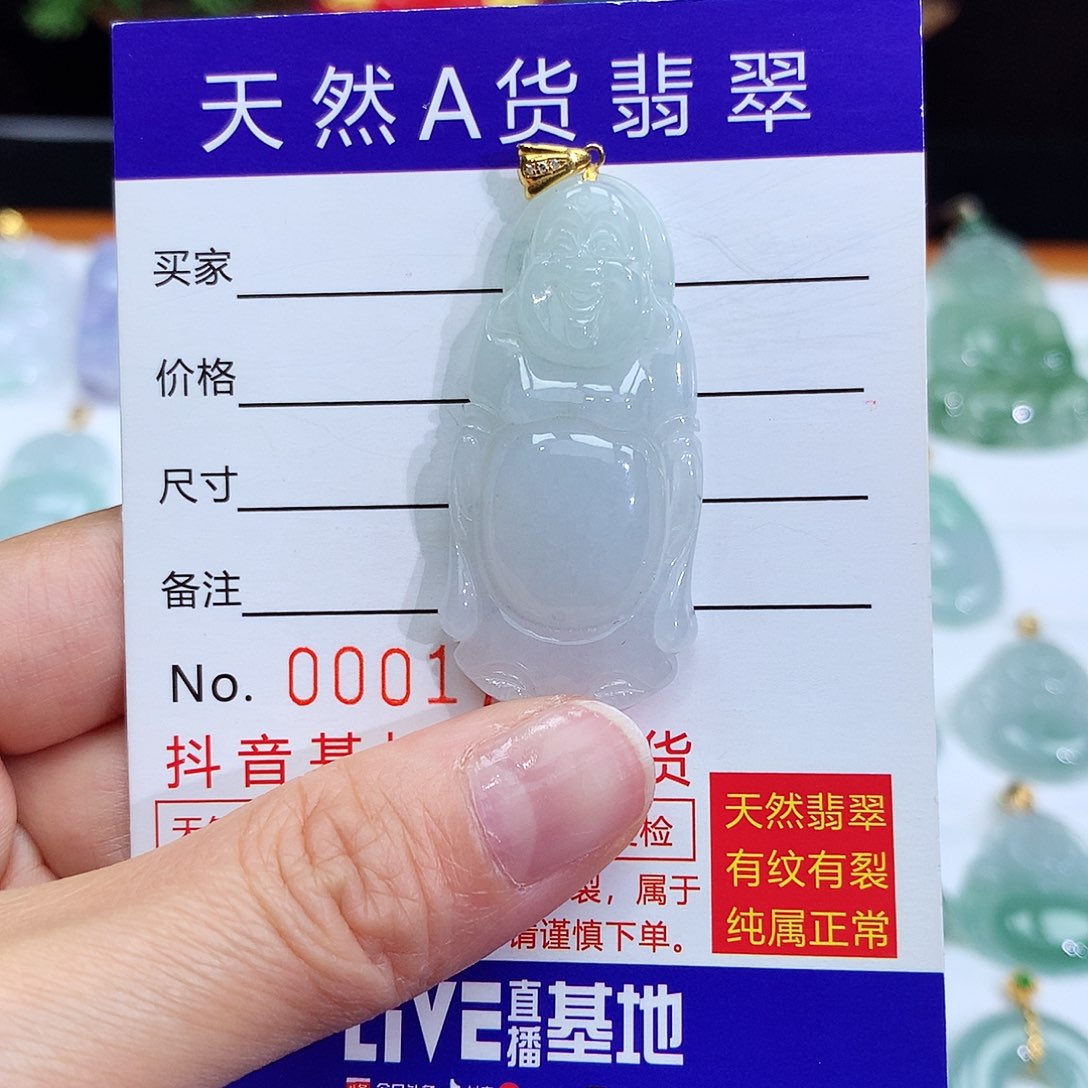 天然A货翡翠
买家
价格
尺寸
备注
No. 0001
抖音基 货
天 检
裂，属于
请谨慎下单。
天然翡翠
有纹有裂
纯属正常
LIVE直播基地